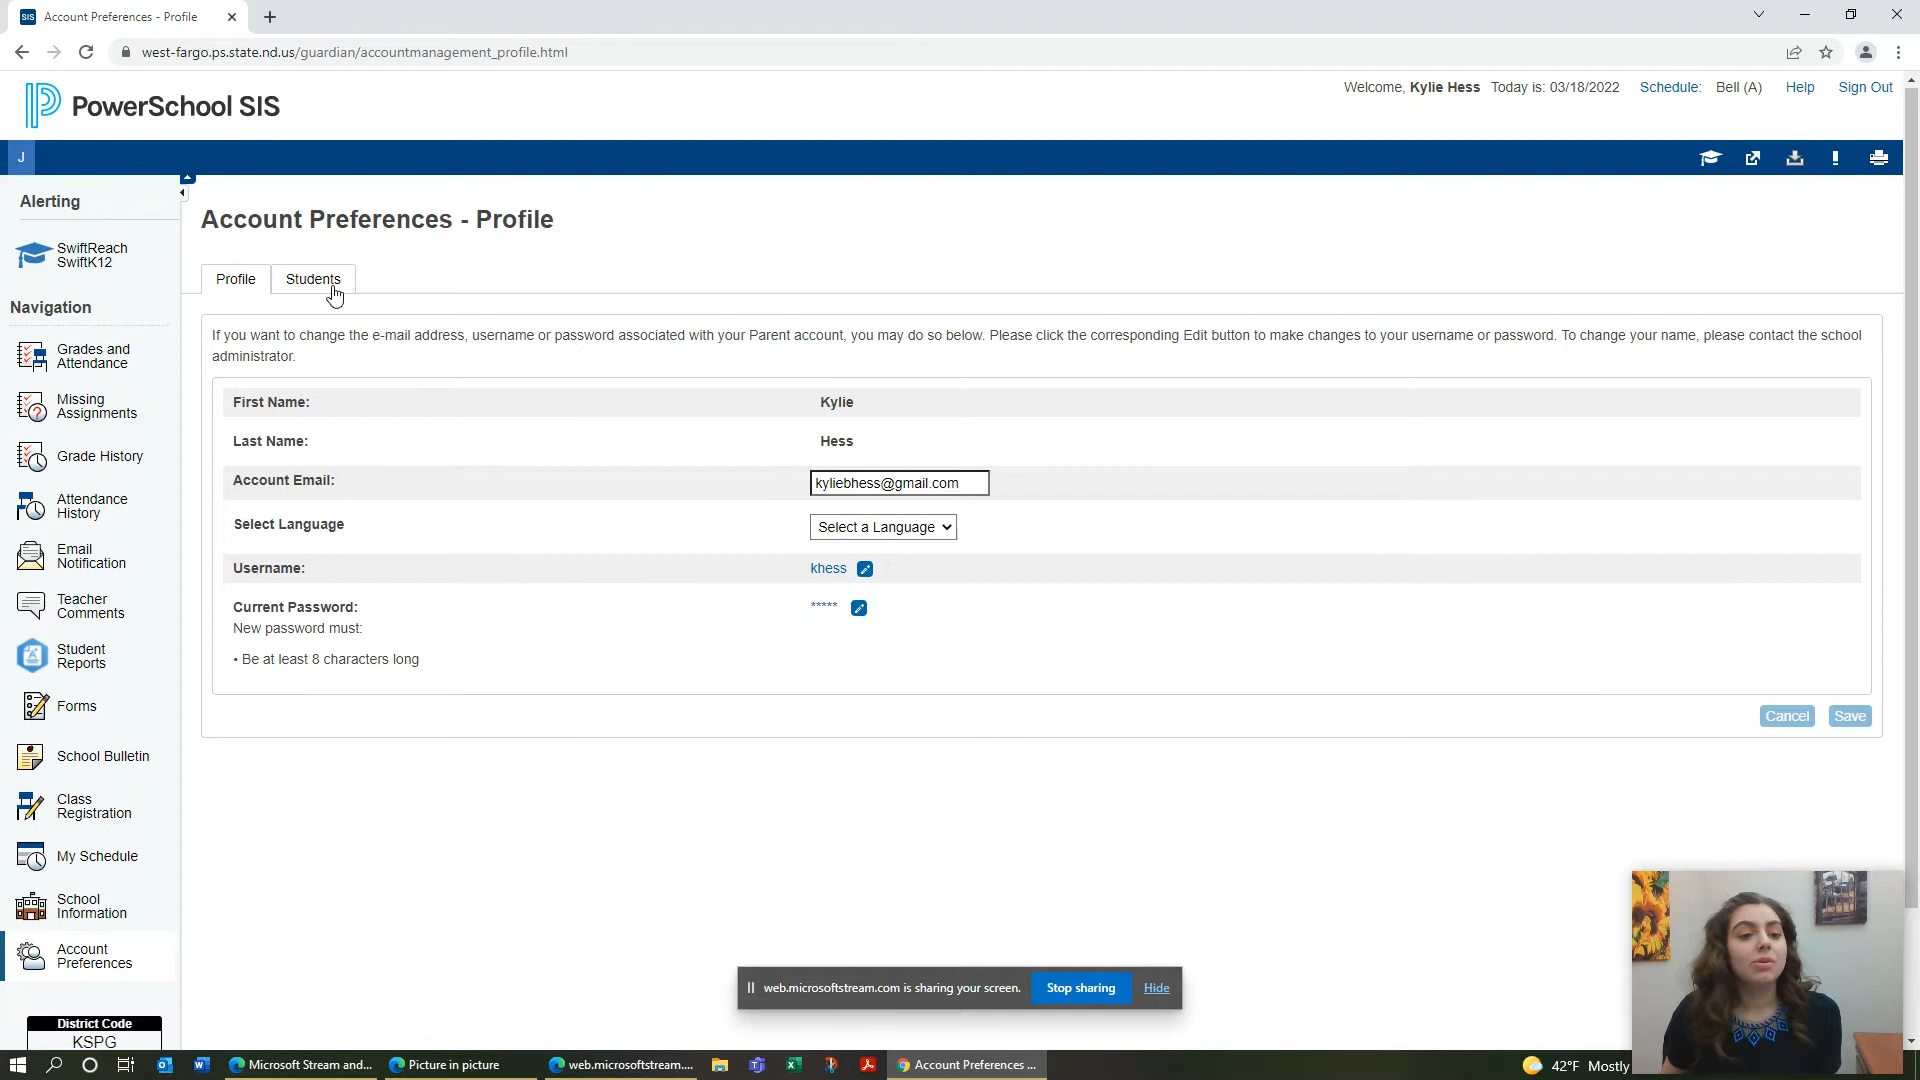 SIS Account Preferences - Profile
west-fargo.ps.state.nd.us/guardian/accountmanagement_profile.html
Welcome, Kylie Hess Today is: 03/18/2022 Schedule: Bell (A) Help Sign Out
PowerSchool SIS
J
Alerting
SwiftReach
SwiftK12
Navigation
Grades and
Attendance
Missing
Assignments
Grade History
Attendance
History
Email
Notification
Teacher
Comments
Student
Reports
Forms
School Bulletin
Class
Registration
My Schedule
School
Information
Account
Preferences
District Code
KSPG
Account Preferences - Profile
Profile Students
If you want to change the e-mail address, username or password associated with your Parent account, you may do so below. Please click the corresponding Edit button to make changes to your username or password. To change your name, please contact the school
administrator.
First Name: Kylie
Last Name: Hess
Account Email: kyliebhess@gmail.com
Select Language Select a Language
Username: khess
Current Password: *****
New password must:
• Be at least 8 characters long
Cancel Save
web.microsoftstream.com is sharing your screen. Stop sharing Hide
Microsoft Stream and... Picture in picture web.microsoftstream.... Account Preferences ... 42°F Mostly